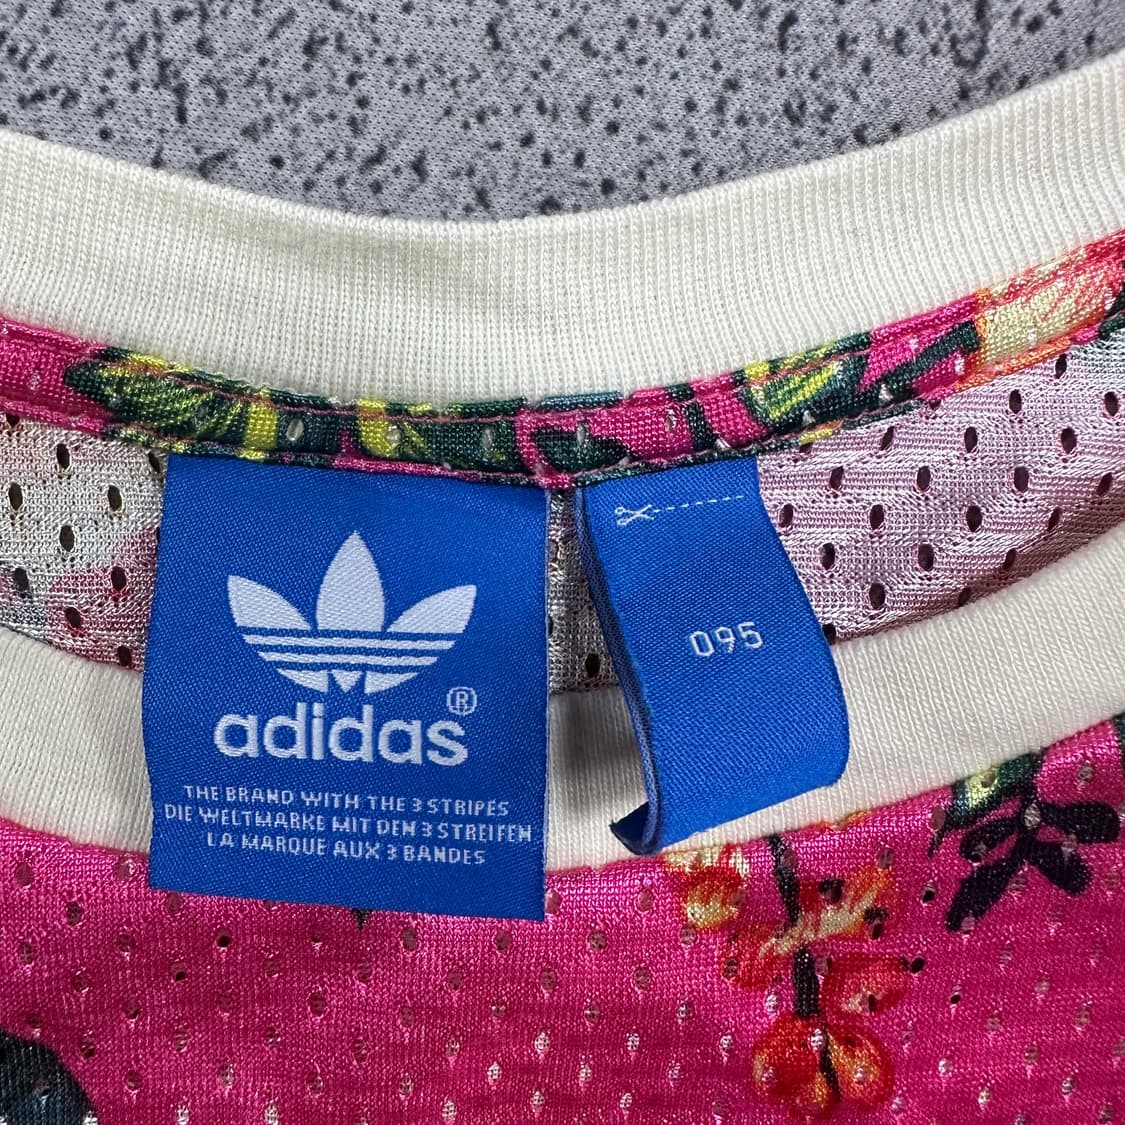 adidas®
THE BRAND WITH THE 3 STRIPES
DIE WELTMARKE MIT DEN 3 STREIFEN
LA MARQUE AUX 3 BANDES
095